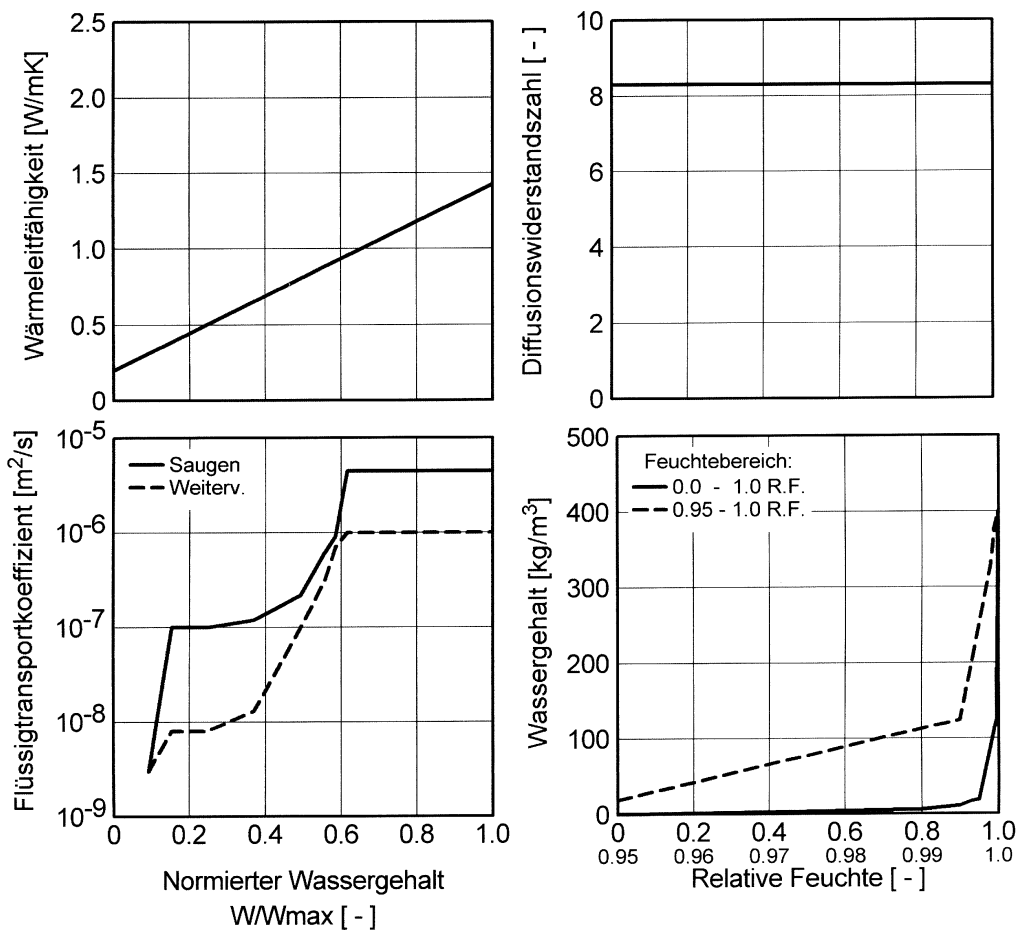 Wärmeleitfähigkeit [W/mK]
2.5
2.0
1.5
1.0
0.5
0
Diffusionswiderstandszahl [ - ]
10
8
6
4
2
0
Flüssigtransportkoeffizient [m²/s]
10⁻⁵
10⁻⁶
10⁻⁷
10⁻⁸
10⁻⁹
Saugen
Weiterv.
0 0.2 0.4 0.6 0.8 1.0
Normierter Wassergehalt
W/Wmax [ - ]
Wassergehalt [kg/m³]
500
400
300
200
100
0
Feuchtebereich:
0.0 - 1.0 R.F.
0.95 - 1.0 R.F.
0 0.2 0.4 0.6 0.8 1.0
0.95 0.96 0.97 0.98 0.99 1.0
Relative Feuchte [ - ]